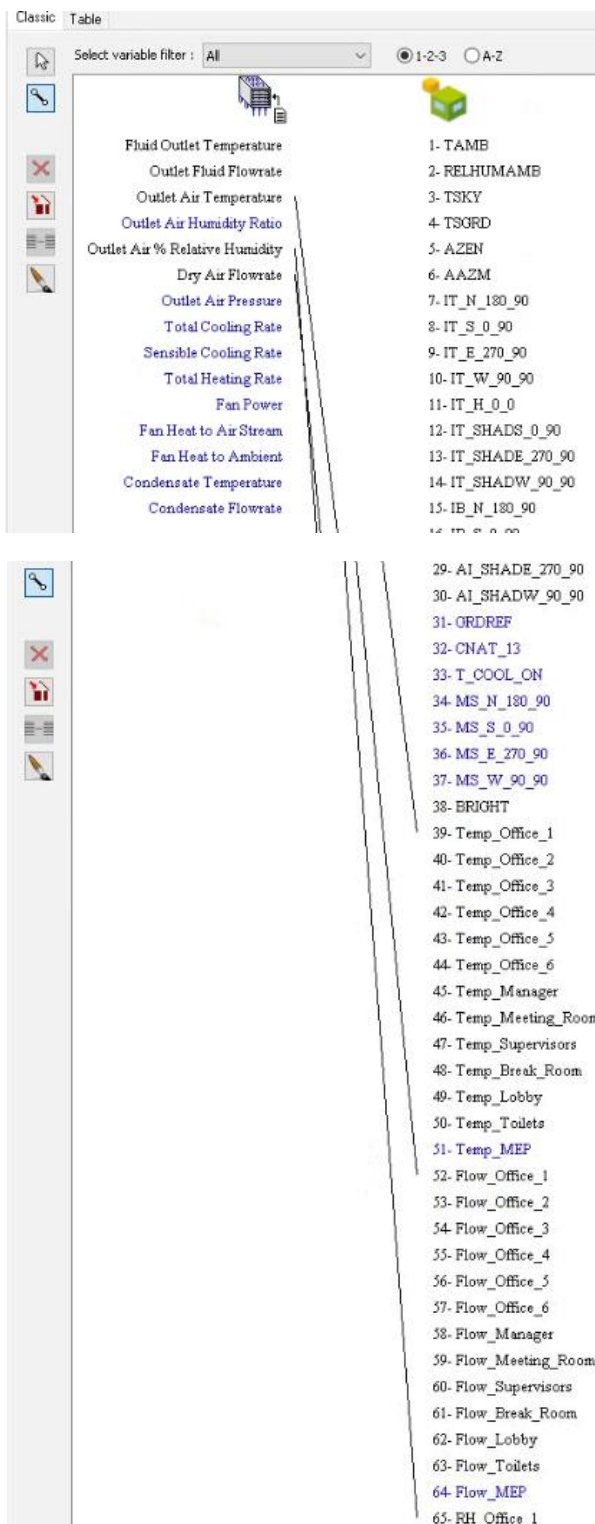 Classic Table
Select variable filter : All 1-2-3 A-Z
Fluid Outlet Temperature
Outlet Fluid Flowrate
Outlet Air Temperature
Outlet Air Humidity Ratio
Outlet Air % Relative Humidity
Dry Air Flowrate
Outlet Air Pressure
Total Cooling Rate
Sensible Cooling Rate
Total Heating Rate
Fan Power
Fan Heat to Air Stream
Fan Heat to Ambient
Condensate Temperature
Condensate Flowrate
1- TAMB
2- RELHUMAMB
3- TSKY
4- TSGRD
5- AZEN
6- AAZM
7- IT_N_180_90
8- IT_S_0_90
9- IT_E_270_90
10- IT_W_90_90
11- IT_H_0_0
12- IT_SHADS_0_90
13- IT_SHADE_270_90
14- IT_SHADW_90_90
15- IB_N_180_90
29- AI_SHADE_270_90
30- AI_SHADW_90_90
31- GRDREF
32- CNAT_13
33- T_COOL_ON
34- MS_N_180_90
35- MS_S_0_90
36- MS_E_270_90
37- MS_W_90_90
38- BRIGHT
39- Temp_Office_1
40- Temp_Office_2
41- Temp_Office_3
42- Temp_Office_4
43- Temp_Office_5
44- Temp_Office_6
45- Temp_Manager
46- Temp_Meeting_Room
47- Temp_Supervisors
48- Temp_Break_Room
49- Temp_Lobby
50- Temp_Toilets
51- Temp_MEP
52- Flow_Office_1
53- Flow_Office_2
54- Flow_Office_3
55- Flow_Office_4
56- Flow_Office_5
57- Flow_Office_6
58- Flow_Manager
59- Flow_Meeting_Room
60- Flow_Supervisors
61- Flow_Break_Room
62- Flow_Lobby
63- Flow_Toilets
64- Flow_MEP
65- RH_Office_1